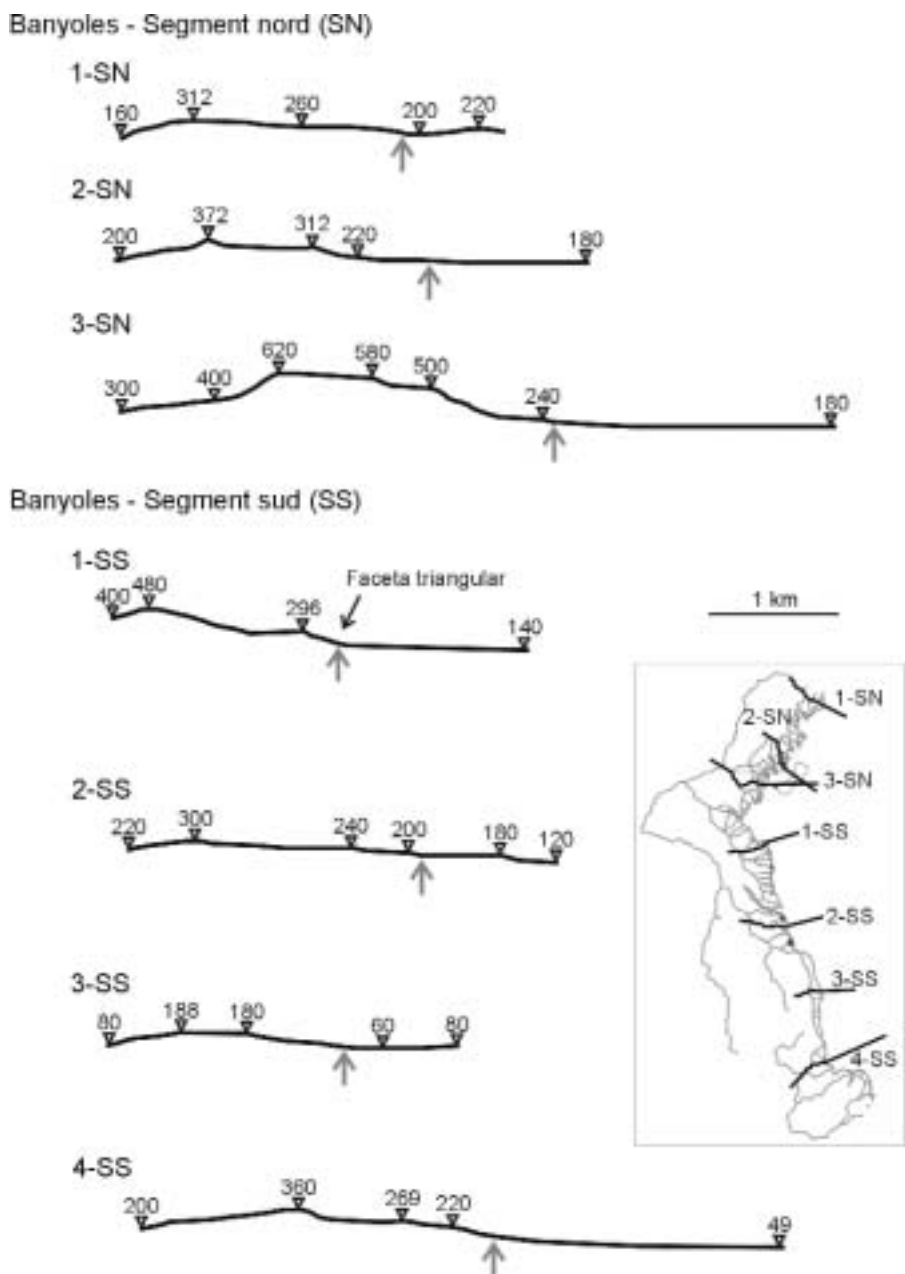 Banyoles - Segment nord (SN)
1-SN
160 312 260 200 220
2-SN
200 372 312 220 180
3-SN
300 400 620 580 500 240 180
Banyoles - Segment sud (SS)
1-SS
400 480 296 140
Faceta triangular
1 km
2-SS
220 300 240 200 180 120
3-SS
80 188 180 60 80
4-SS
200 360 269 220 49
1-SN
2-SN
3-SN
1-SS
2-SS
3-SS
4-SS